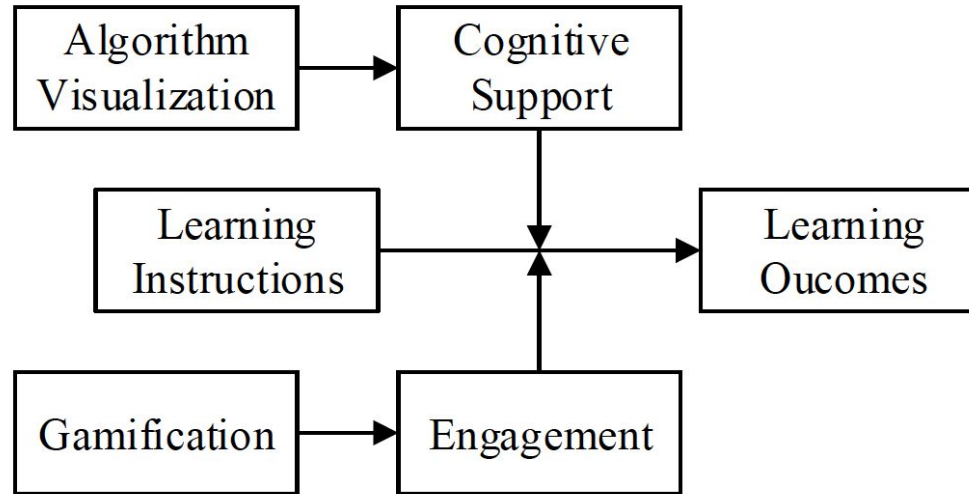 Algorithm
Visualization
Cognitive
Support
Learning
Instructions
Learning
Oucomes
Gamification
Engagement